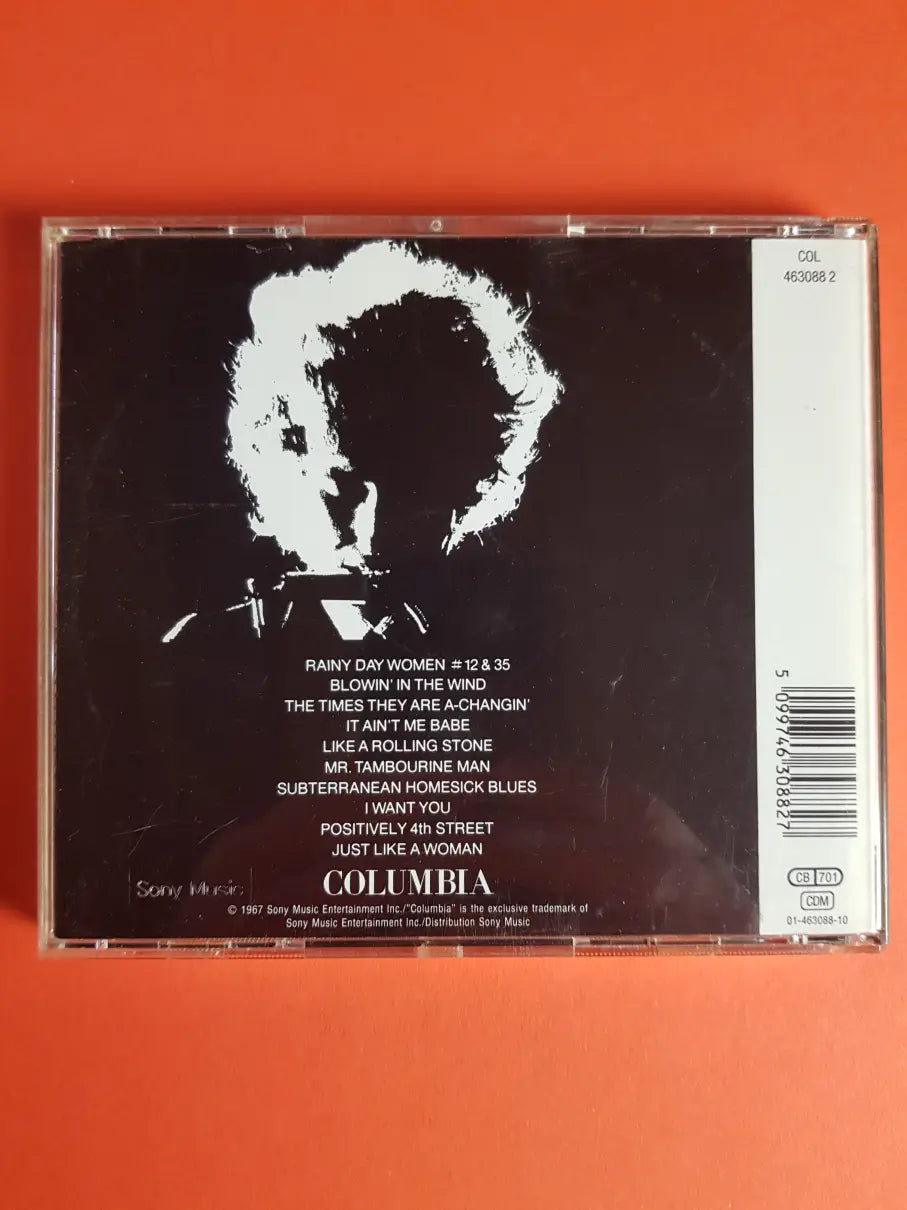 COL
463088 2
RAINY DAY WOMEN #12 & 35
BLOWIN' IN THE WIND
THE TIMES THEY ARE A-CHANGIN'
IT AIN'T ME BABE
LIKE A ROLLING STONE
MR. TAMBOURINE MAN
SUBTERRANEAN HOMESICK BLUES
I WANT YOU
POSITIVELY 4th STREET
JUST LIKE A WOMAN
Sony Music
COLUMBIA
© 1967 Sony Music Entertainment Inc./"Columbia" is the exclusive trademark of
Sony Music Entertainment Inc./Distribution Sony Music
5 099746 308827
CB 701
CDM
01-463088-10